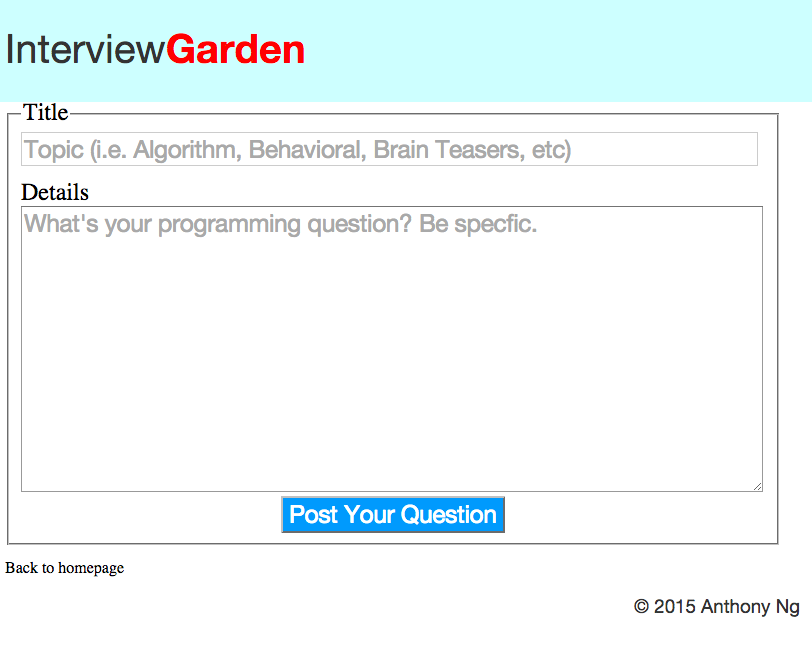 InterviewGarden
Title
Topic (i.e. Algorithm, Behavioral, Brain Teasers, etc)
Details
What's your programming question? Be specfic.
Post Your Question
Back to homepage
© 2015 Anthony Ng